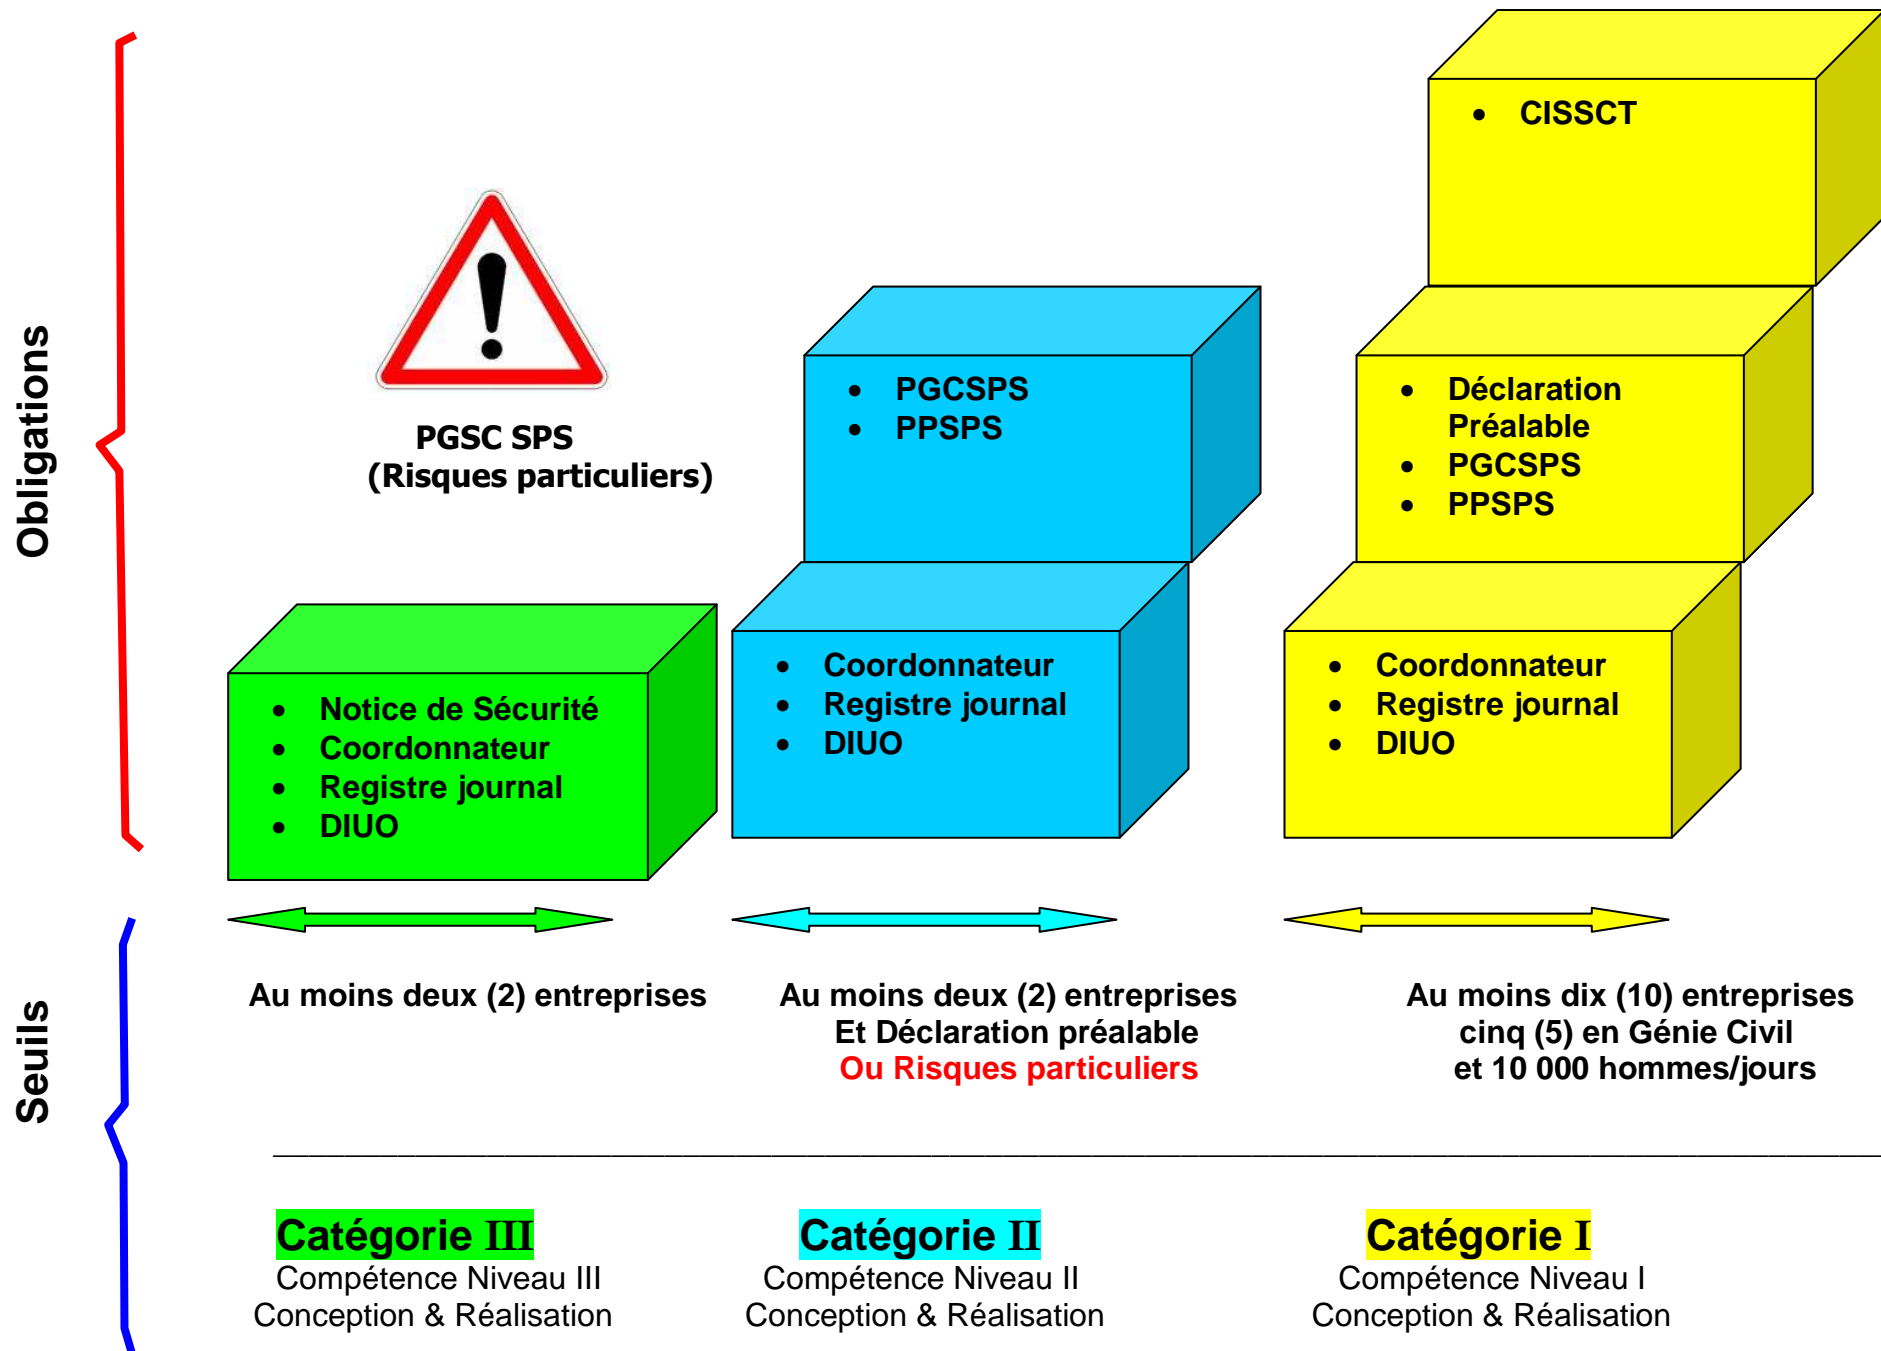 Obligations
PGSC SPS
(Risques particuliers)
• Notice de Sécurité
• Coordonnateur
• Registre journal
• DIUO
• PGCSPS
• PPSPS
• Coordonnateur
• Registre journal
• DIUO
• CISSCT
• Déclaration
Préalable
• PGCSPS
• PPSPS
• Coordonnateur
• Registre journal
• DIUO
Seuils
Au moins deux (2) entreprises
Au moins deux (2) entreprises
Et Déclaration préalable
Ou Risques particuliers
Au moins dix (10) entreprises
cinq (5) en Génie Civil
et 10 000 hommes/jours
Catégorie III
Compétence Niveau III
Conception & Réalisation
Catégorie II
Compétence Niveau II
Conception & Réalisation
Catégorie I
Compétence Niveau I
Conception & Réalisation